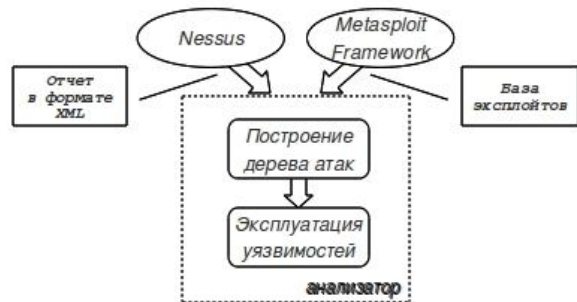 Nessus
Metasploit
Framework
Отчет
в формате
XML
База
эксплойтов
Построение
дерева атак
Эксплуатация
уязвимостей
анализатор